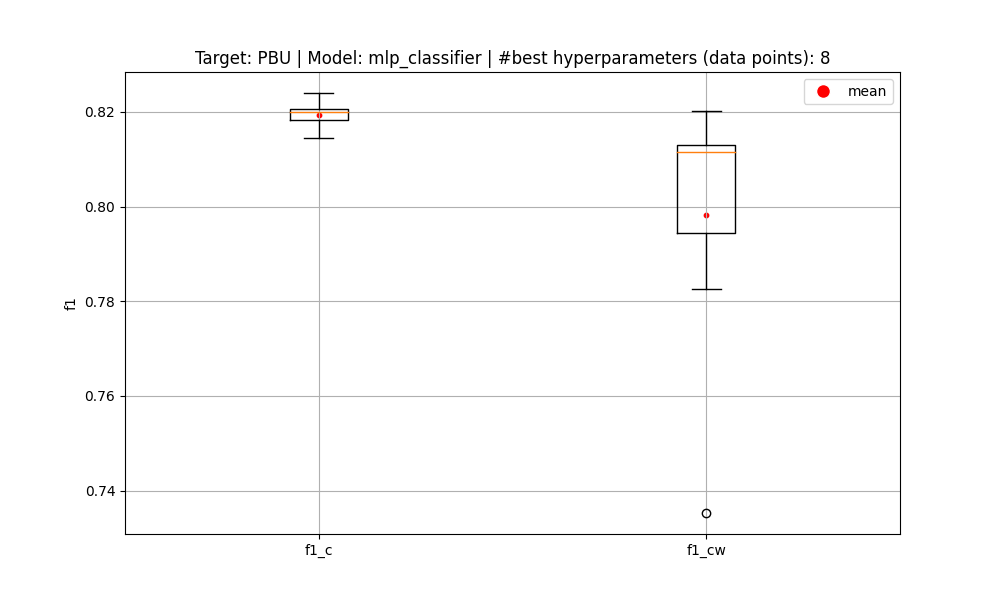 Target: PBU | Model: mlp_classifier | #best hyperparameters (data points): 8
mean
0.82
0.80
0.78
0.76
0.74
f1
f1_c
f1_cw